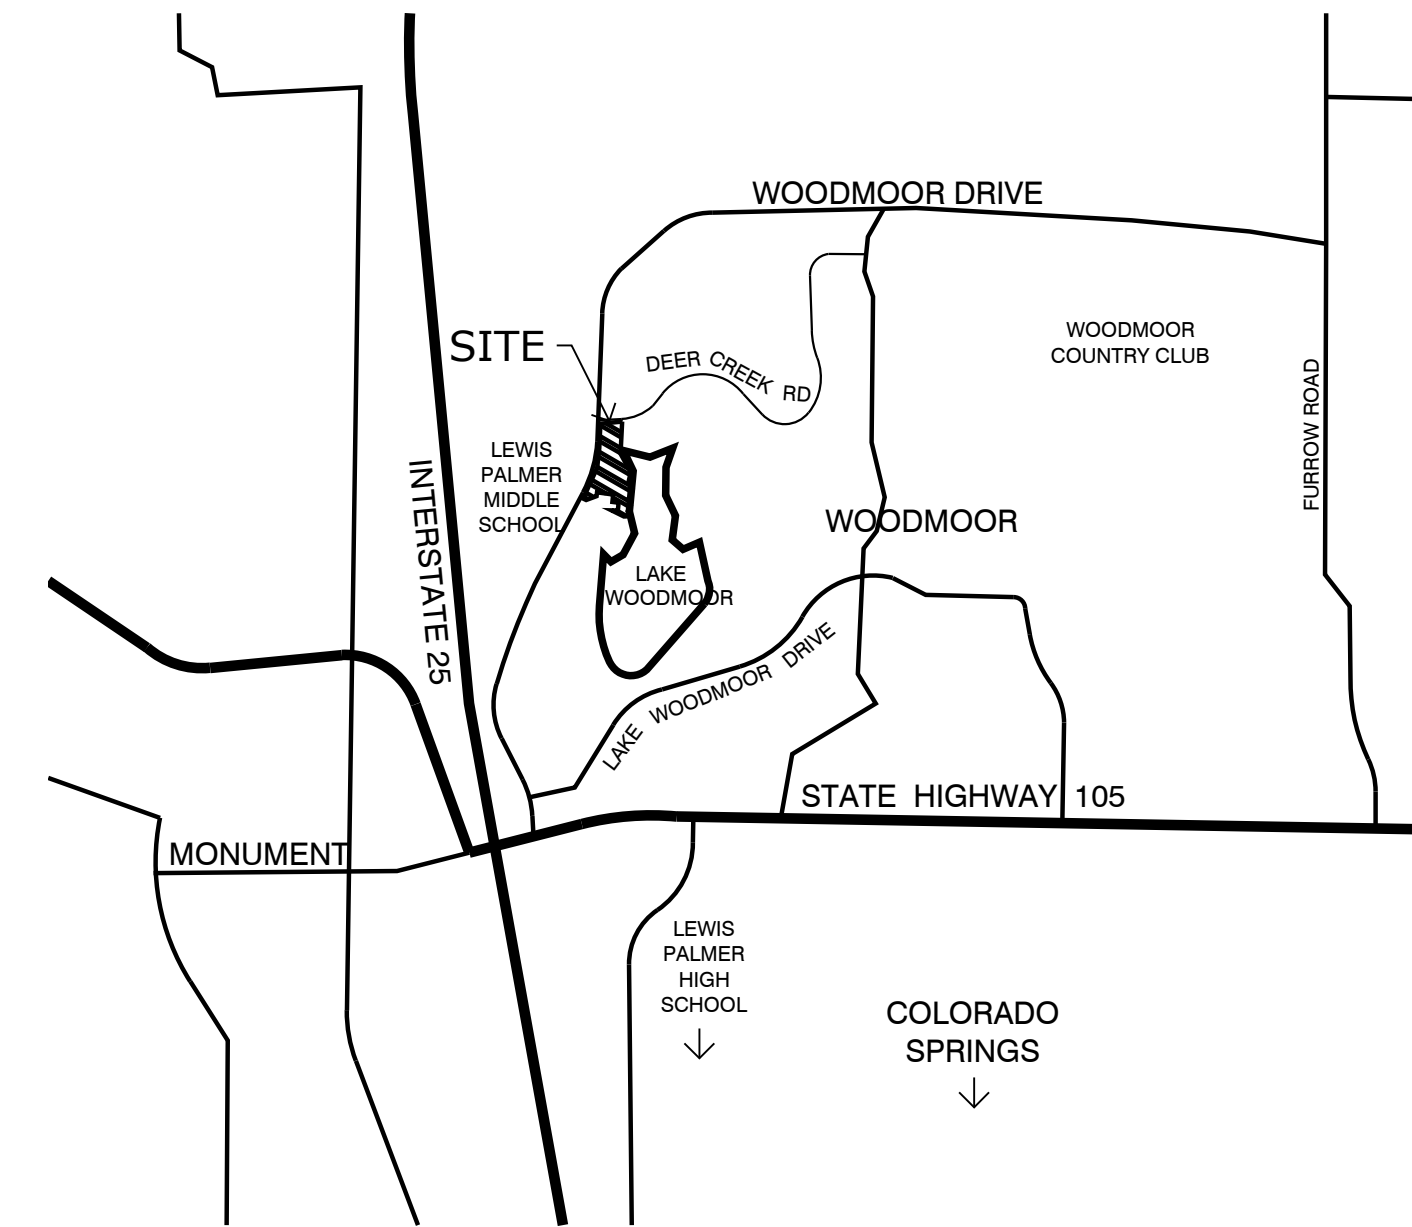 WOODMOOR DRIVE
SITE
DEER CREEK RD
WOODMOOR
COUNTRY CLUB
FURROW ROAD
LEWIS
PALMER
MIDDLE
SCHOOL
INTERSTATE 25
WOODMOOR
LAKE
WOODMOOR
LAKE WOODMOOR DRIVE
STATE HIGHWAY 105
MONUMENT
LEWIS
PALMER
HIGH
SCHOOL
COLORADO
SPRINGS